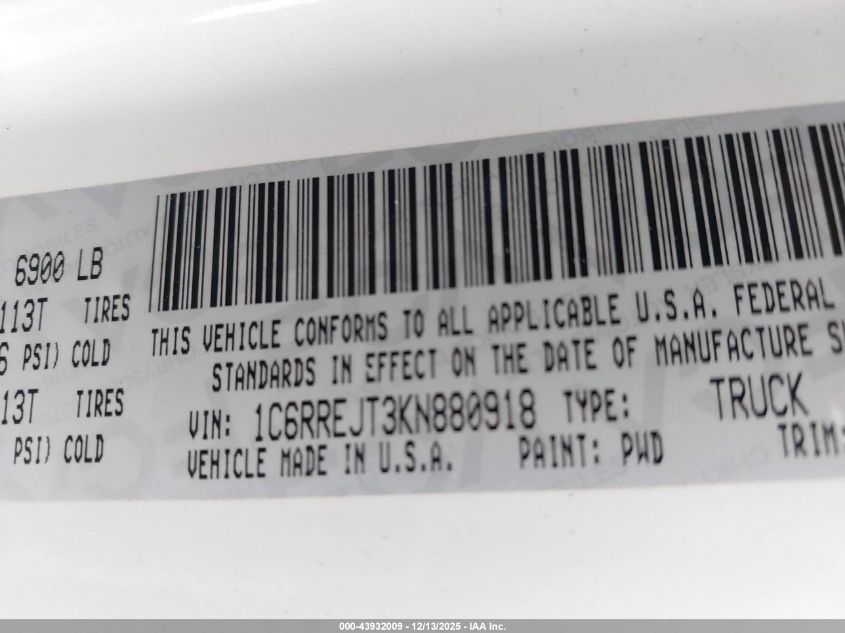 6900 LB
113T TIRES
PSI) COLD
13T TIRES
PSI) COLD
THIS VEHICLE CONFORMS TO ALL APPLICABLE U.S.A. FEDERAL
STANDARDS IN EFFECT ON THE DATE OF MANUFACTURE
VIN: 1C6RREJT3KN880918 TYPE: TRUCK
VEHICLE MADE IN U.S.A. PAINT: PWD TRIM:
000-43932009 - 12/13/2025 - IAA Inc.